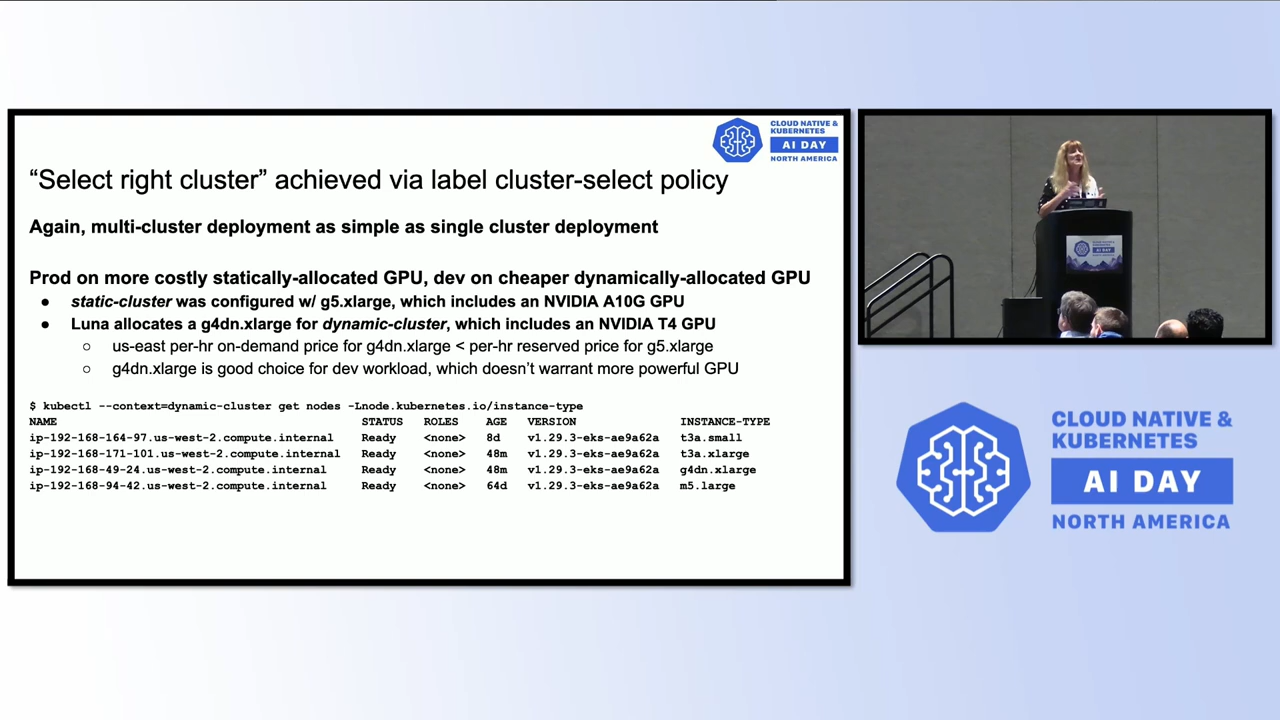 CLOUD NATIVE &
KUBERNETES
AI DAY
NORTH AMERICA
“Select right cluster” achieved via label cluster-select policy
Again, multi-cluster deployment as simple as single cluster deployment
Prod on more costly statically-allocated GPU, dev on cheaper dynamically-allocated GPU
● static-cluster was configured w/ g5.xlarge, which includes an NVIDIA A10G GPU
● Luna allocates a g4dn.xlarge for dynamic-cluster, which includes an NVIDIA T4 GPU
○ us-east per-hr on-demand price for g4dn.xlarge < per-hr reserved price for g5.xlarge
○ g4dn.xlarge is good choice for dev workload, which doesn’t warrant more powerful GPU
$ kubectl --context=dynamic-cluster get nodes -Lnode.kubernetes.io/instance-type
NAME STATUS ROLES AGE VERSION INSTANCE-TYPE
ip-192-168-164-97.us-west-2.compute.internal Ready <none> 8d v1.29.3-eks-ae9a62a t3a.small
ip-192-168-171-101.us-west-2.compute.internal Ready <none> 48m v1.29.3-eks-ae9a62a t3a.xlarge
ip-192-168-49-24.us-west-2.compute.internal Ready <none> 48m v1.29.3-eks-ae9a62a g4dn.xlarge
ip-192-168-94-42.us-west-2.compute.internal Ready <none> 64d v1.29.3-eks-ae9a62a m5.large
AI DAY
CLOUD NATIVE &
KUBERNETES
AI DAY
NORTH AMERICA